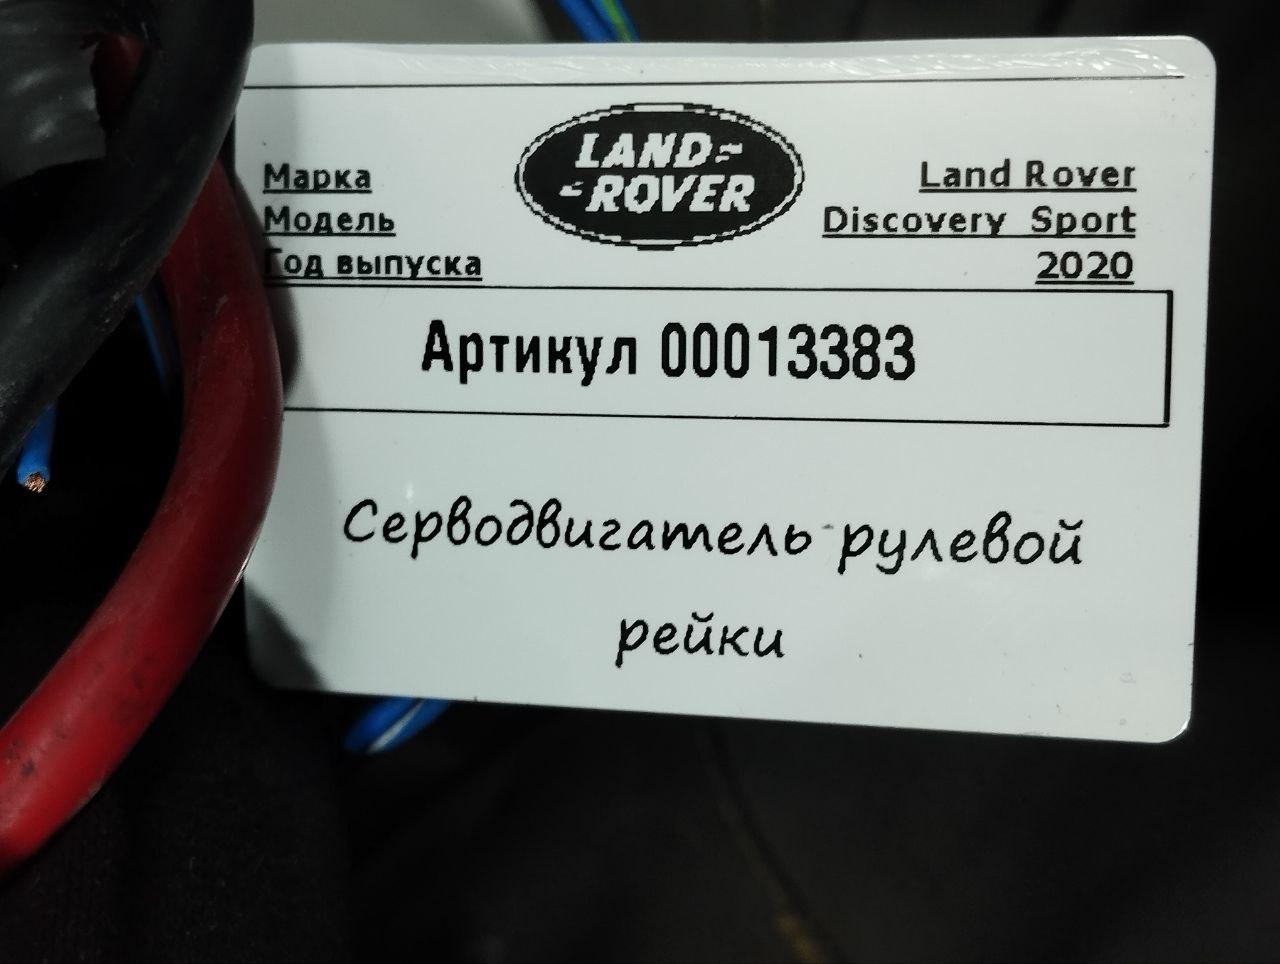 LAND
ROVER
Марка Land Rover
Модель Discovery Sport
Год выпуска 2020
Артикул 00013383
Серводвигатель рулевой
рейки